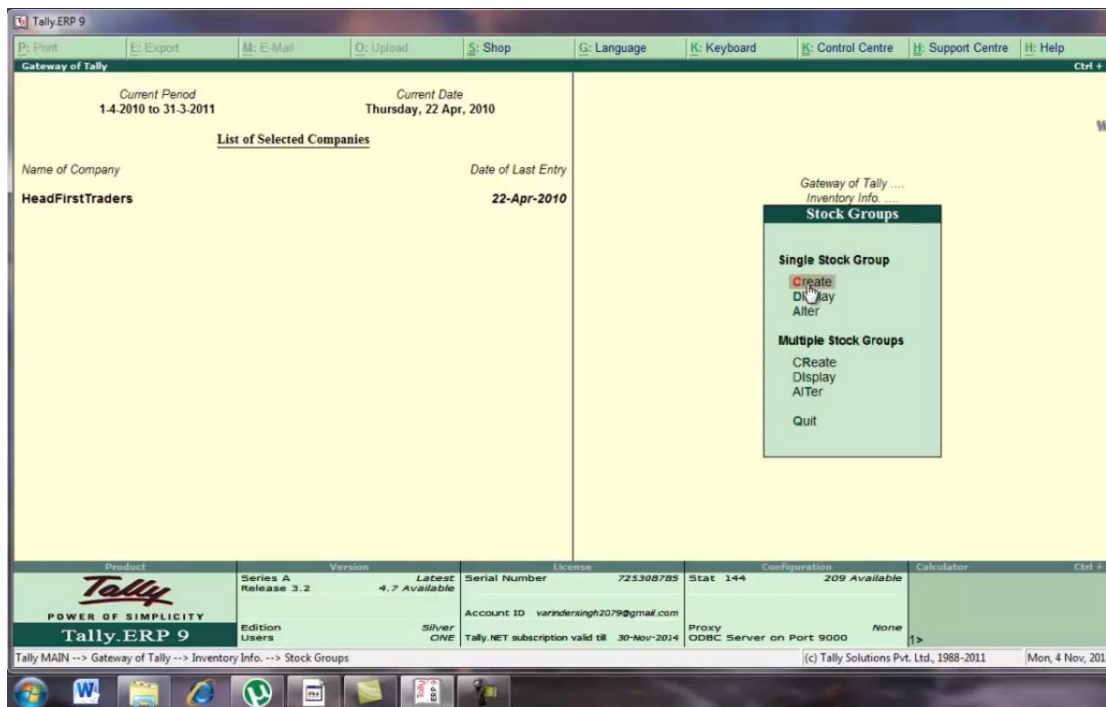 Tally.ERP 9
P: Print E: Export M: E-Mail O: Upload S: Shop G: Language K: Keyboard K: Control Centre H: Support Centre H: Help
Gateway of Tally Ctrl +
Current Period Current Date
1-4-2010 to 31-3-2011 Thursday, 22 Apr, 2010
List of Selected Companies
Name of Company Date of Last Entry
HeadFirstTraders 22-Apr-2010
Gateway of Tally ....
Inventory Info. ....
Stock Groups
Single Stock Group
Create
Display
Alter
Multiple Stock Groups
CReate
DIsplay
AlTer
Quit
Product Version License Configuration Calculator Ctrl +
Tally
POWER OF SIMPLICITY
Tally.ERP 9
Series A Latest
Release 3.2 4.7 Available
Edition Silver
Users ONE
Serial Number 725308785
Account ID varindersingh2079@gmail.com
Tally.NET subscription valid till 30-Nov-2014
Stat 144 209 Available
Proxy None
ODBC Server on Port 9000
1>
Tally MAIN --> Gateway of Tally --> Inventory Info. --> Stock Groups (c) Tally Solutions Pvt. Ltd., 1988-2011 Mon, 4 Nov, 201